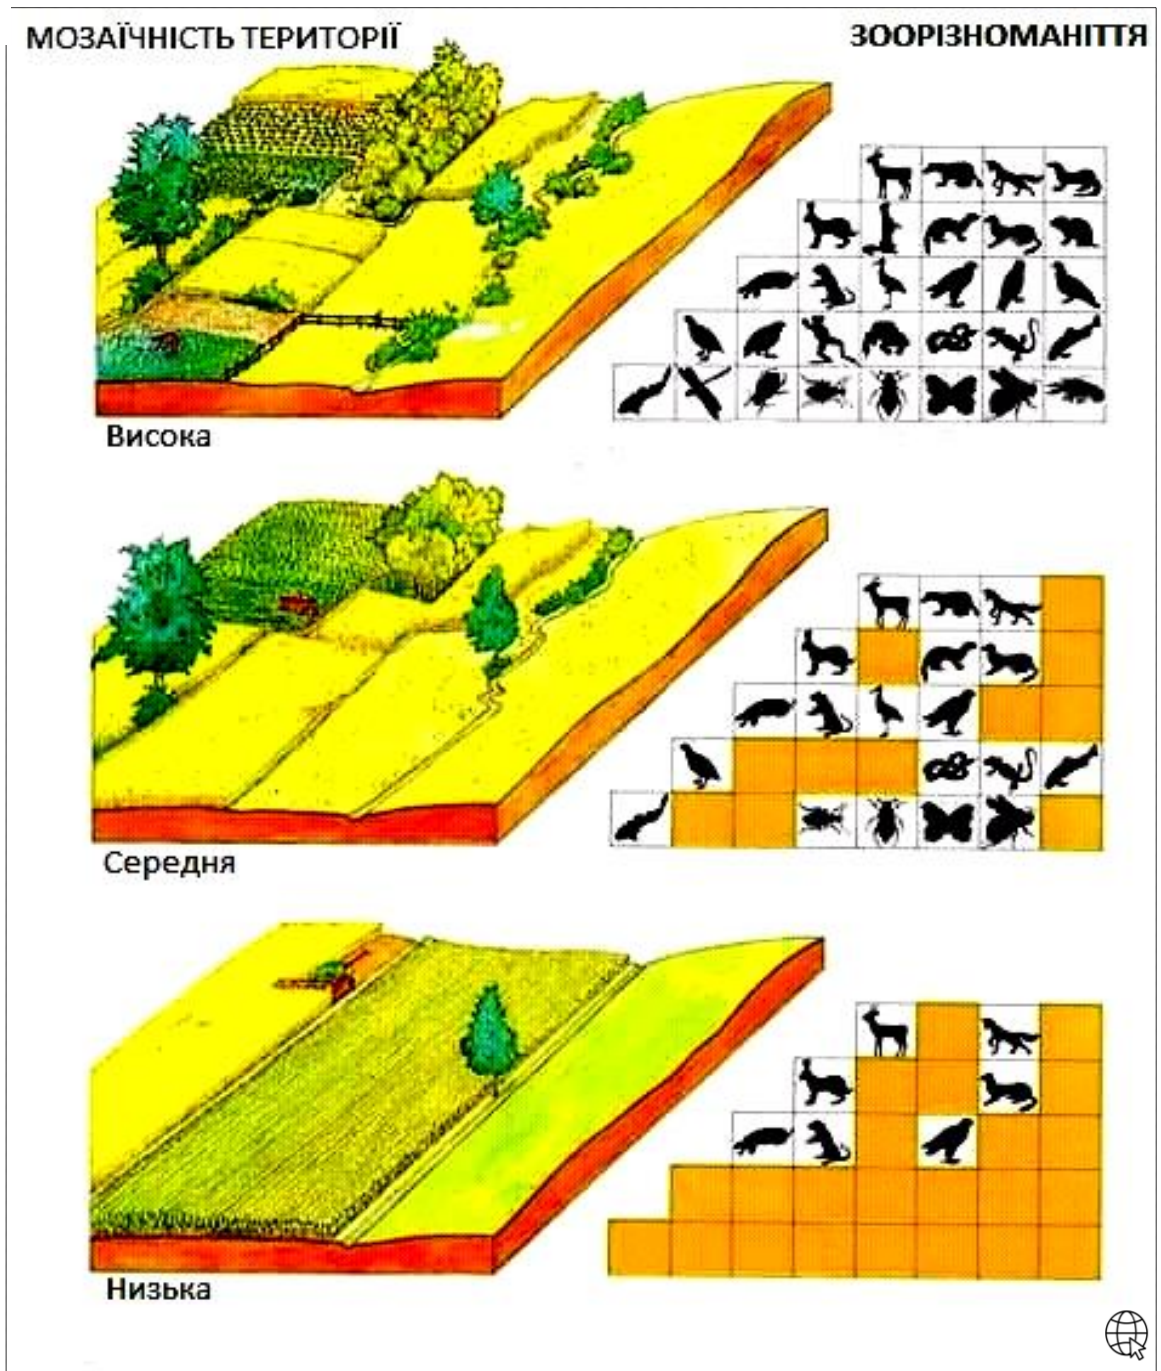 МОЗАЇЧНІСТЬ ТЕРИТОРІЇ
ЗООРІЗНОМАНІТТЯ
Висока
Середня
Низька